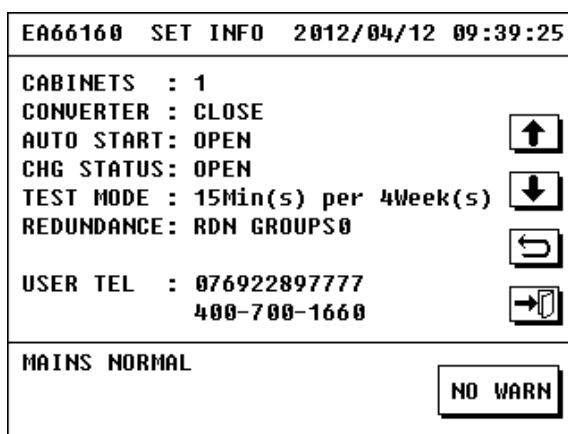 EA66160 SET INFO 2012/04/12 09:39:25
CABINETS : 1
CONVERTER : CLOSE
AUTO START: OPEN
CHG STATUS: OPEN
TEST MODE : 15Min(s) per 4Week(s)
REDUNDANCE: RDN GROUPS0
USER TEL : 076922897777
400-700-1660
MAINS NORMAL
NO WARN